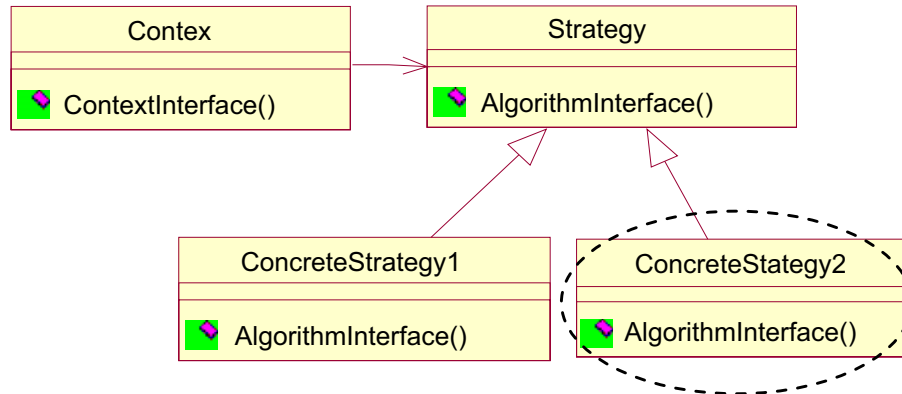 Contex
ContextInterface()
Strategy
AlgorithmInterface()
ConcreteStrategy1
AlgorithmInterface()
ConcreteStategy2
AlgorithmInterface()